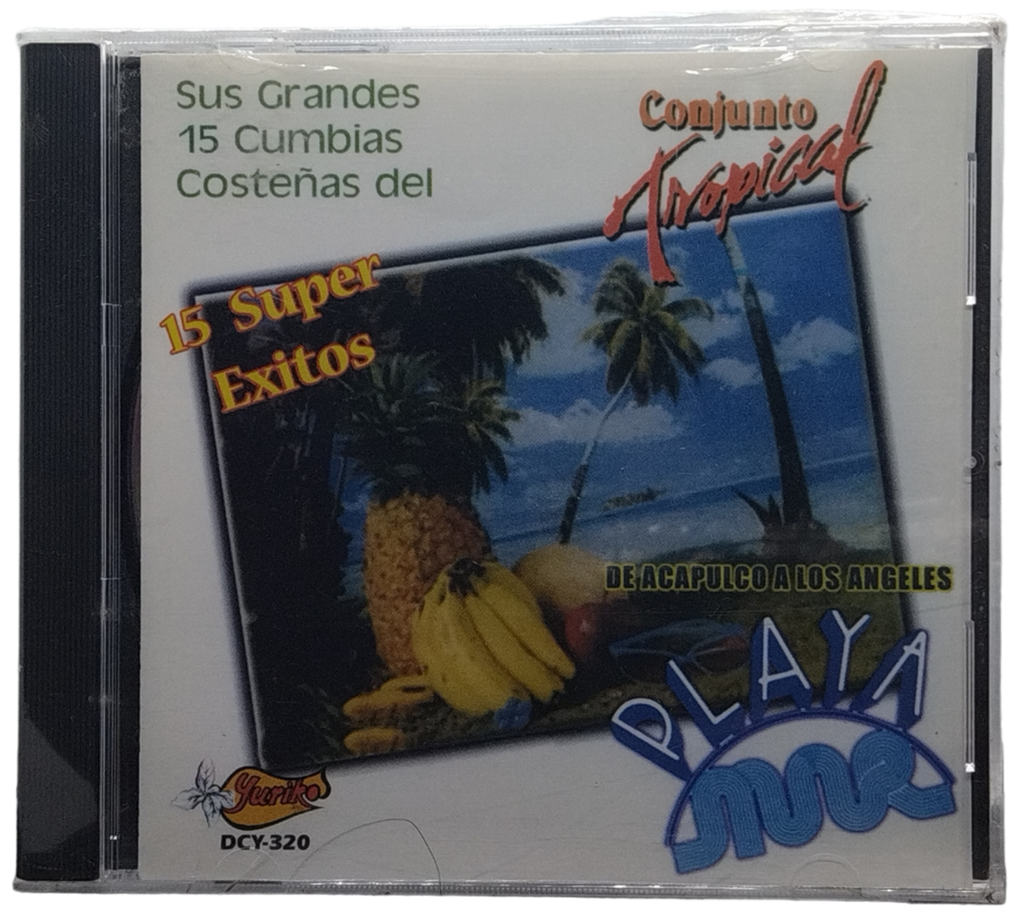 Sus Grandes
15 Cumbias
Costeñas del
Conjunto
Tropical
15 Super
Exitos
DE ACAPULCO A LOS ANGELES
PLAYA
MAR
Yuriko
DCY-320